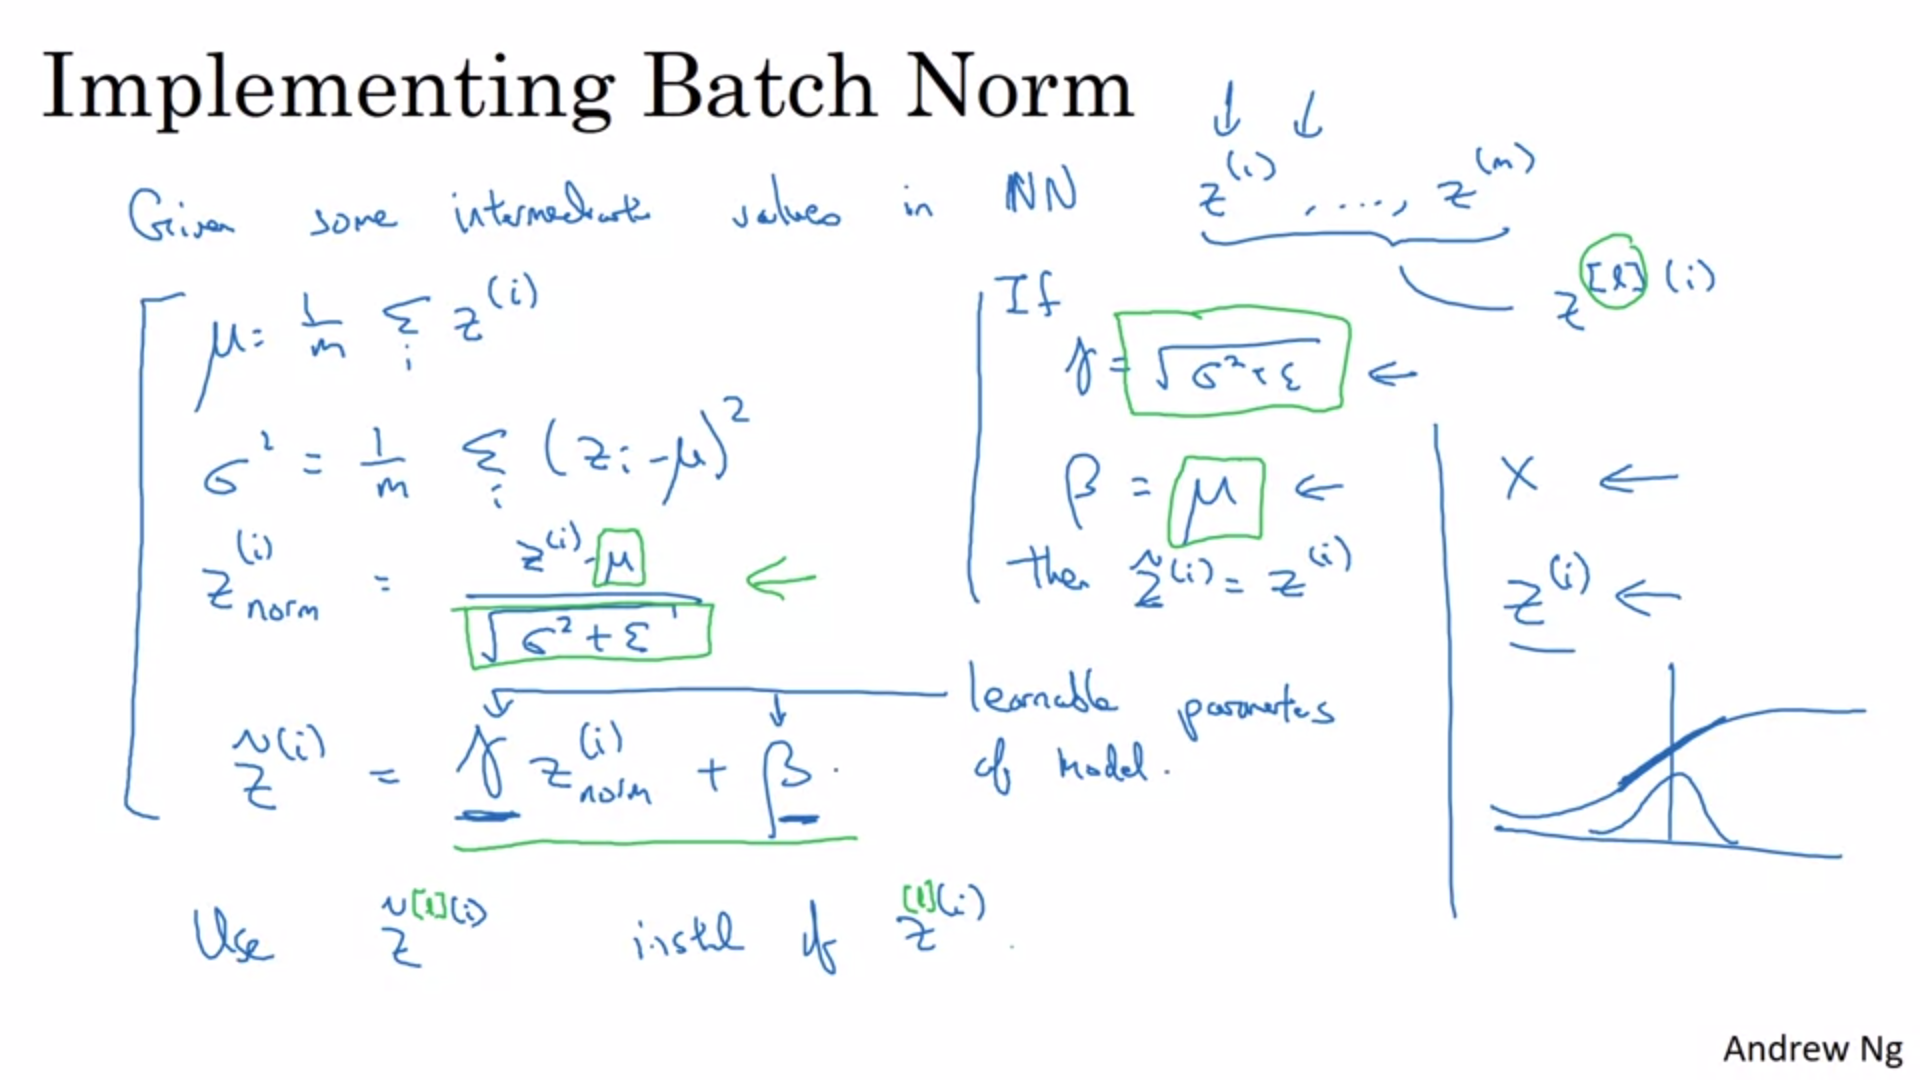 Implementing Batch Norm
Given some intermediate values in NN z^(i) , ...., z^(m)
z^[l](i)
μ = 1/m Σ_i z^(i)
σ² = 1/m Σ_i (z_i - μ)²
z^(i)_norm = (z^(i) - μ) / √(σ² + ε)
z̃^(i) = γ z^(i)_norm + β .
Use z̃^[l](i) instead of z^[l](i) .
If
γ = √(σ² + ε) ←
β = μ ←
then z̃^(i) = z^(i)
learnable parameters
of model .
X ←
z^(i) ←
Andrew Ng